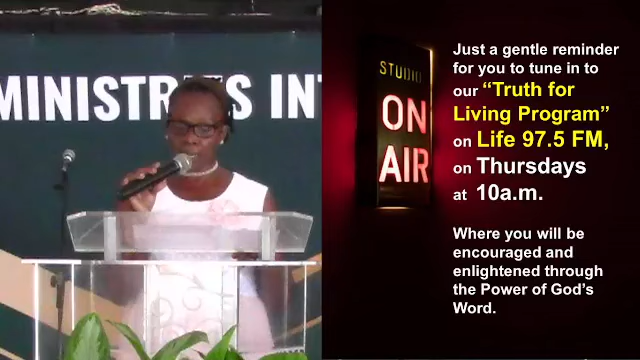 MINISTRIES INT
STUDIO
ON
AIR
Just a gentle reminder
for you to tune in to
our “Truth for
Living Program”
on Life 97.5 FM,
on Thursdays
at 10a.m.
Where you will be
encouraged and
enlightened through
the Power of God’s
Word.